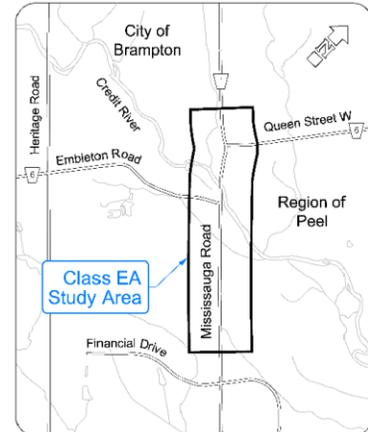 City of
Brampton
Heritage Road
Credit River
Queen Street W
6
Embleton Road
6
Region of
Peel
Class EA
Study Area
Mississauga Road
Financial Drive
N